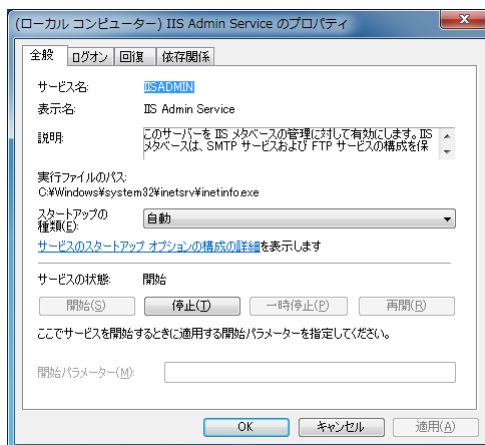 (ローカル コンピューター) IIS Admin Service のプロパティ
全般 ログオン 回復 依存関係
サービス名: IISADMIN
表示名: IIS Admin Service
説明: このサーバーを IIS メタベースの管理に対して有効にします。IIS
メタベースは、SMTP サービスおよび FTP サービスの構成を保
実行ファイルのパス:
C:¥Windows¥system32¥inetsrv¥inetinfo.exe
スタートアップの
種類(E): 自動
サービスのスタートアップ オプションの構成の詳細を表示します
サービスの状態: 開始
開始(S) 停止(T) 一時停止(P) 再開(R)
ここでサービスを開始するときに適用する開始パラメーターを指定してください。
開始パラメーター(M):
OK キャンセル 適用(A)